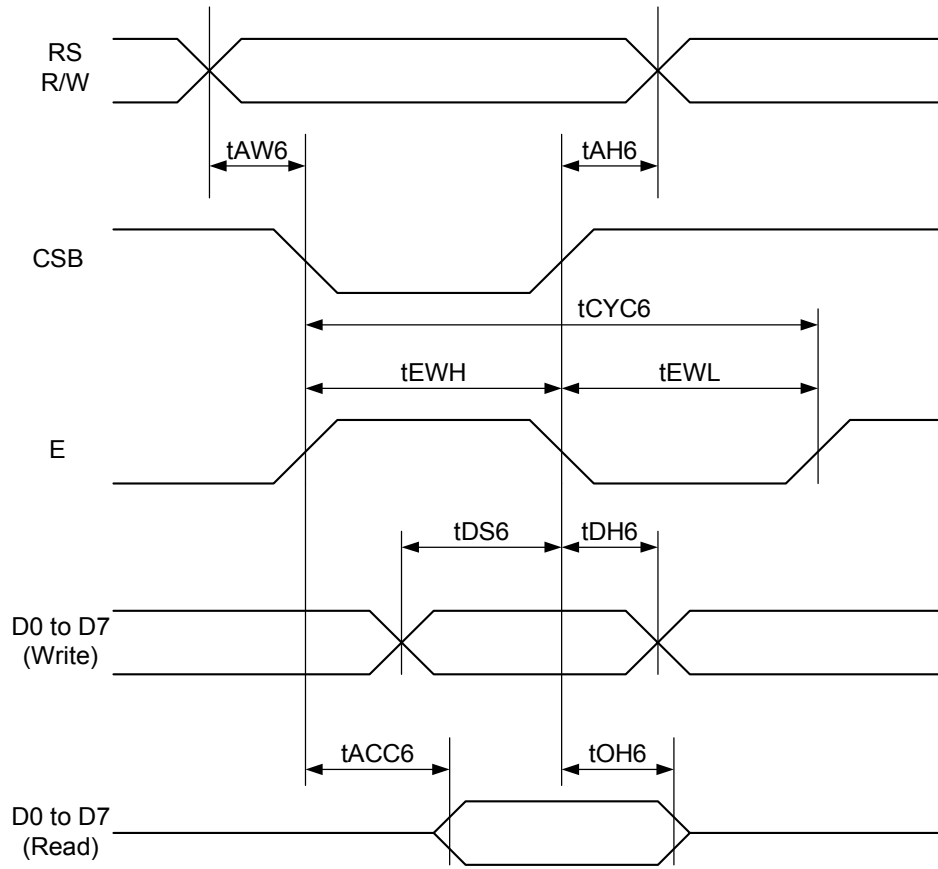 RS
R/W
tAW6
tAH6
CSB
tCYC6
tEWH
tEWL
E
tDS6
tDH6
D0 to D7
(Write)
tACC6
tOH6
D0 to D7
(Read)